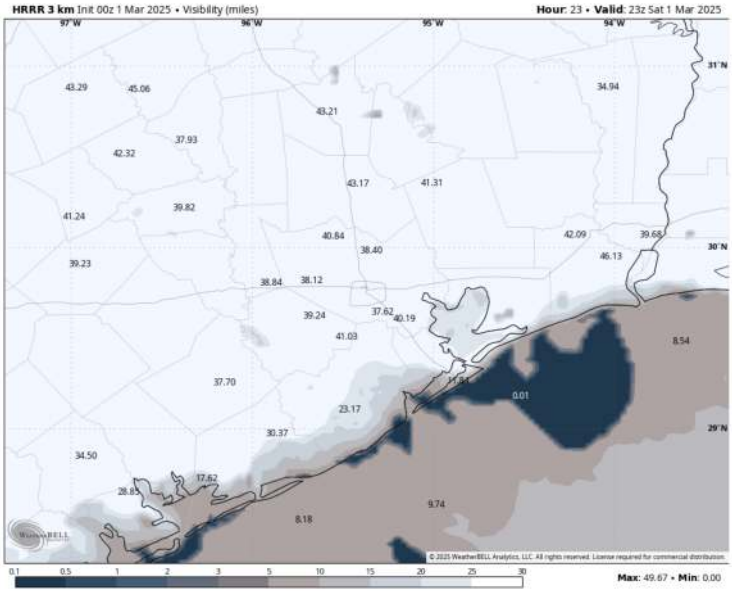 HRRR 3 km Init 00z 1 Mar 2025 • Visibility (miles)
Hour: 23 • Valid: 23z Sat 1 Mar 2025
97°W 96°W 95°W 94°W
31°N
43.29 45.06 34.94
43.21
37.93
42.32
43.17 41.31
39.82
41.24
40.84 42.09 39.68
30°N
38.40
46.13
39.23
38.84 38.12
39.24 37.62 40.19
41.03
8.54
37.70
0.01
23.17
30.37 29°N
34.50
17.62
28.85
9.74
8.18
WeatherBELL
© 2025 WeatherBELL Analytics, LLC. All rights reserved. License required for commercial distribution.
0.1 0.5 1 2 3 5 10 15 20 25 30
Max: 49.67 • Min: 0.00